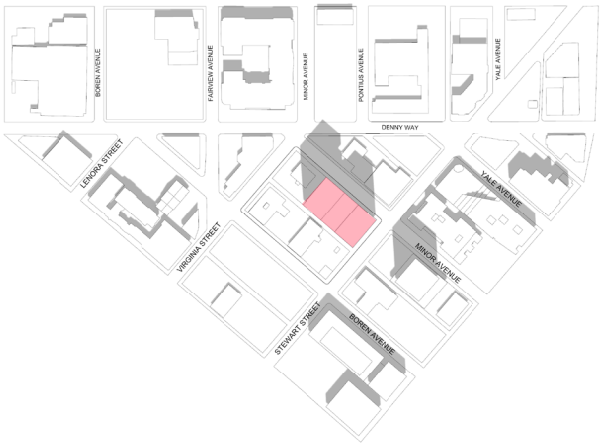 BOREN AVENUE
FAIRVIEW AVENUE
MINOR AVENUE
PONTIUS AVENUE
YALE AVENUE
DENNY WAY
LENORA STREET
YALE AVENUE
VIRGINIA STREET
MINOR AVENUE
STEWART STREET
BOREN AVENUE